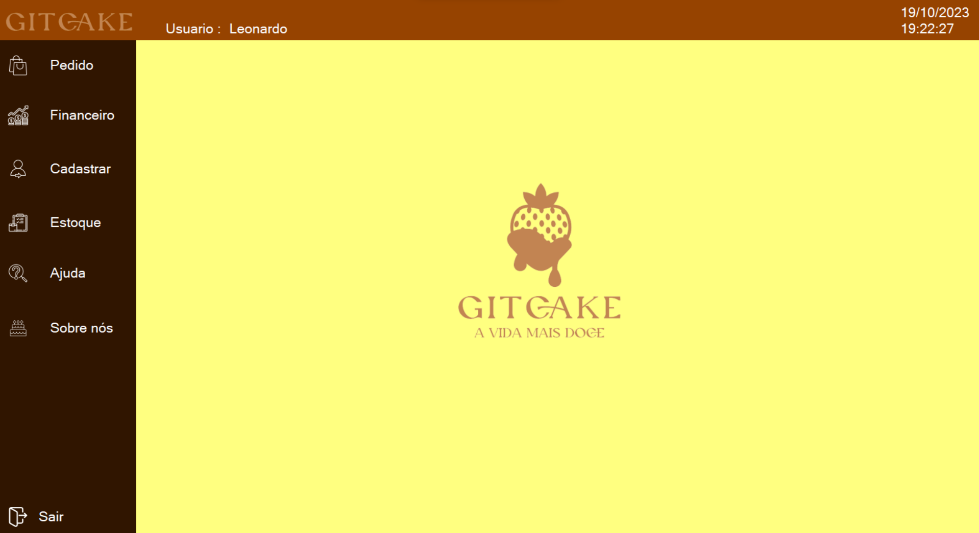 GITCAKE
Usuario : Leonardo
19/10/2023
19:22:27
Pedido
Financeiro
Cadastrar
Estoque
Ajuda
Sobre nós
Sair
GITCAKE
A VIDA MAIS DOCE